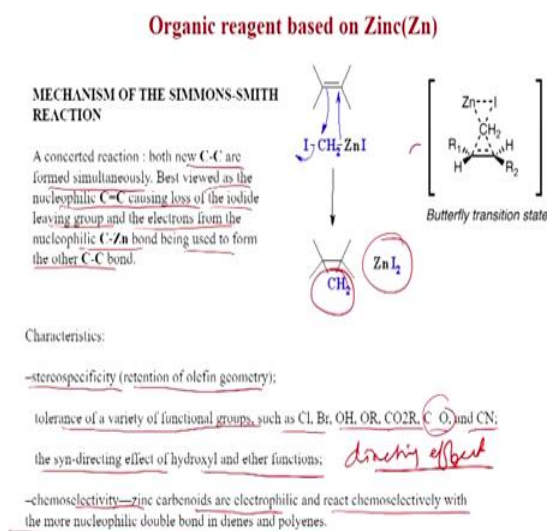 Organic reagent based on Zinc(Zn)
MECHANISM OF THE SIMMONS-SMITH
REACTION
A concerted reaction : both new C-C are
formed simultaneously. Best viewed as the
nucleophilic C=C causing loss of the iodide
leaving group and the electrons from the
nucleophilic C-Zn bond being used to form
the other C-C bond.
I-CH2-ZnI
CH2
ZnI2
Zn---I
CH2
R1 H
H R2
Butterfly transition state
Characteristics:
–stereospecificity (retention of olefin geometry);
tolerance of a variety of functional groups, such as Cl, Br, OH, OR, CO2R, C O, and CN;
the syn-directing effect of hydroxyl and ether functions; directing effect
–chemoselectivity—zinc carbenoids are electrophilic and react chemoselectively with
the more nucleophilic double bond in dienes and polyenes.